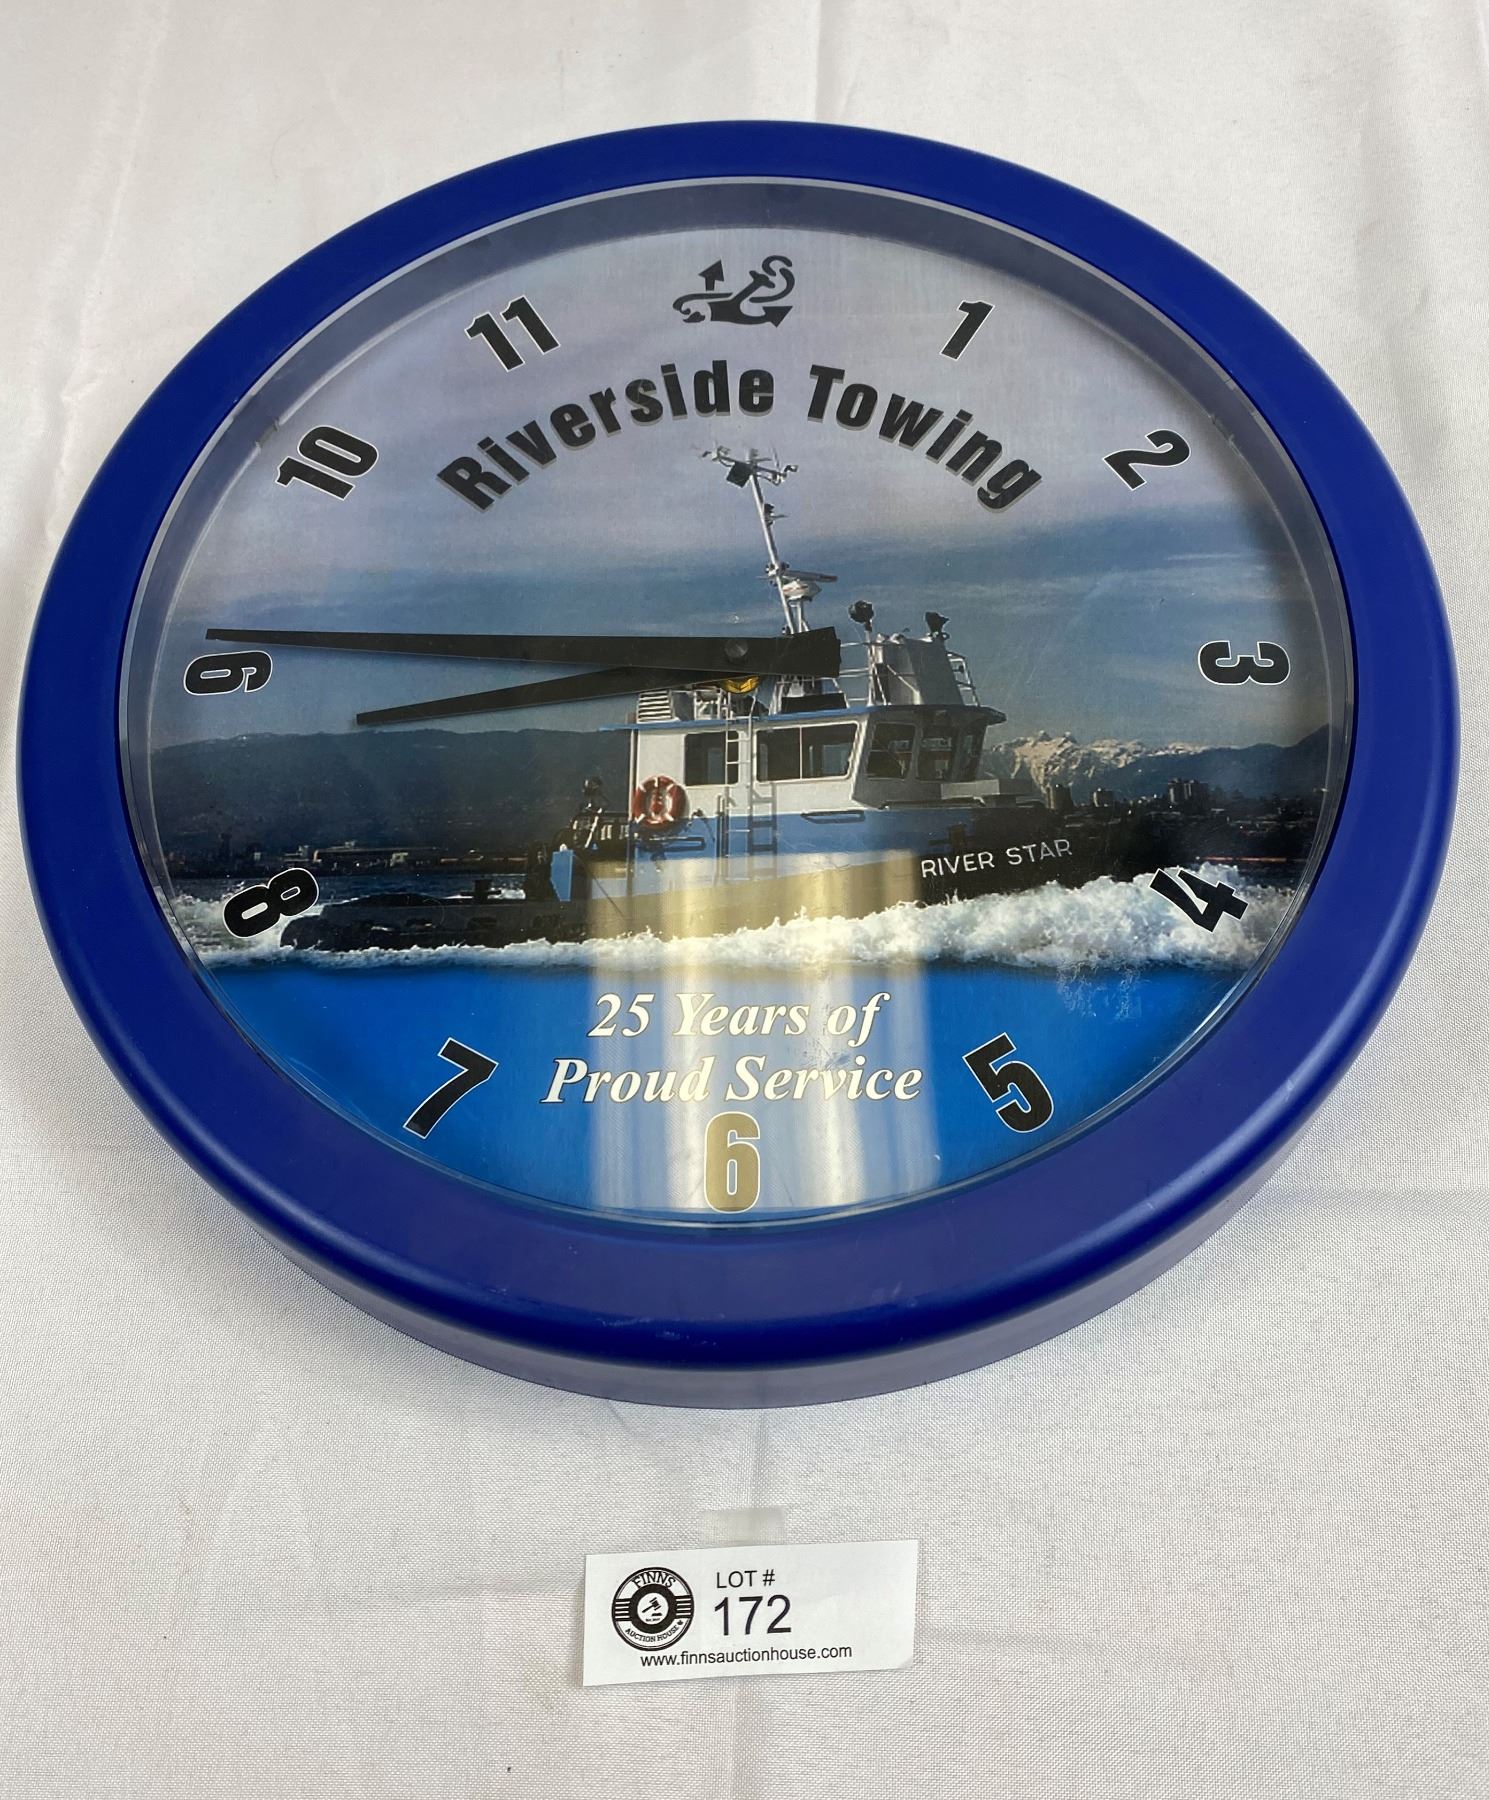 11
1
10
2
Riverside Towing
9
3
RIVER STAR
8
4
25 Years of
Proud Service
7
5
6
FINNS
AUCTION HOUSE
LOT #
172
www.finnsauctionhouse.com